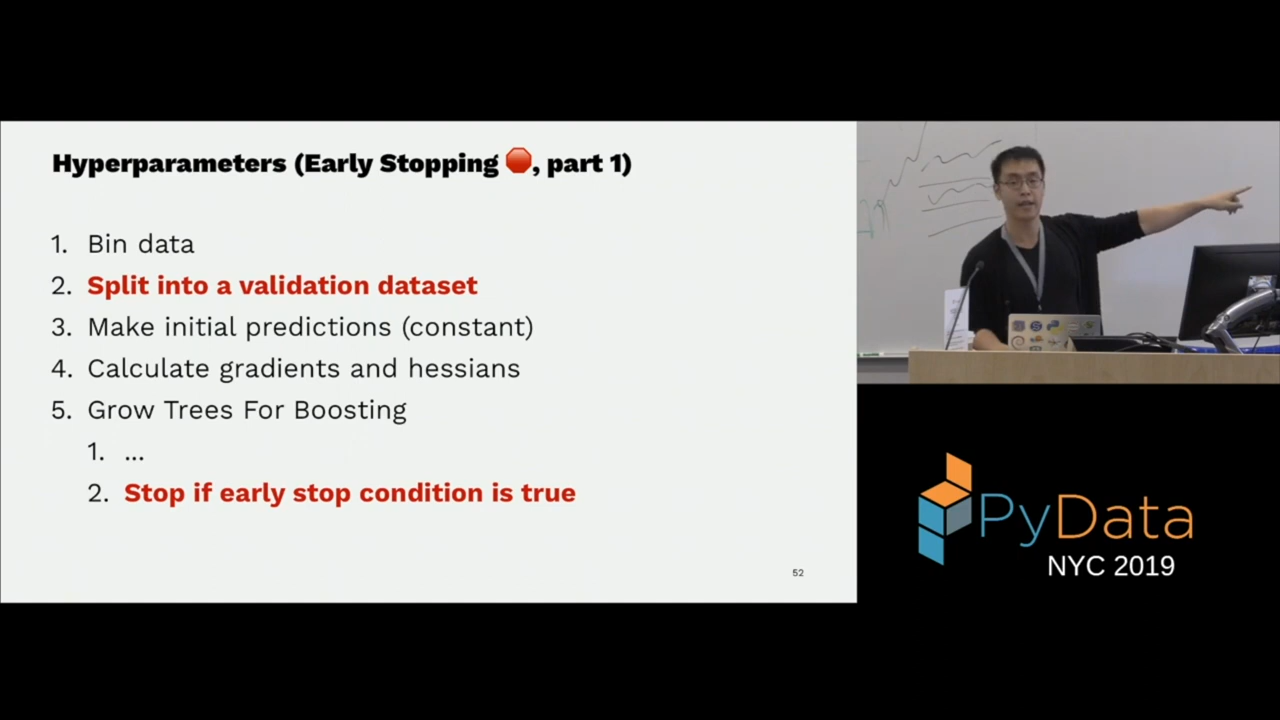 Hyperparameters (Early Stopping 🛑, part 1)
1. Bin data
2. Split into a validation dataset
3. Make initial predictions (constant)
4. Calculate gradients and hessians
5. Grow Trees For Boosting
1. ...
2. Stop if early stop condition is true
52
PyData
NYC 2019